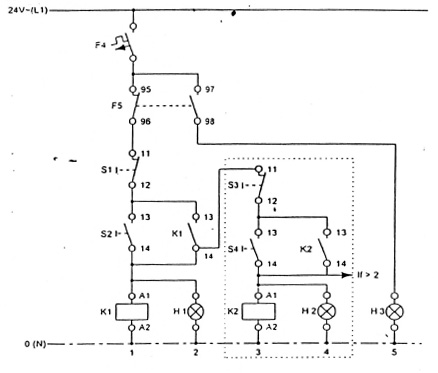 24V~(L1)
F4
95 97
F5
96 98
11 11
S1 S3
12 12
13 13 13 13
S2 K1 S4 K2
14 14 14 14
If > 2
A1 A1
K1 H1 K2 H2 H3
A2 A2
0 (N)
1 2 3 4 5